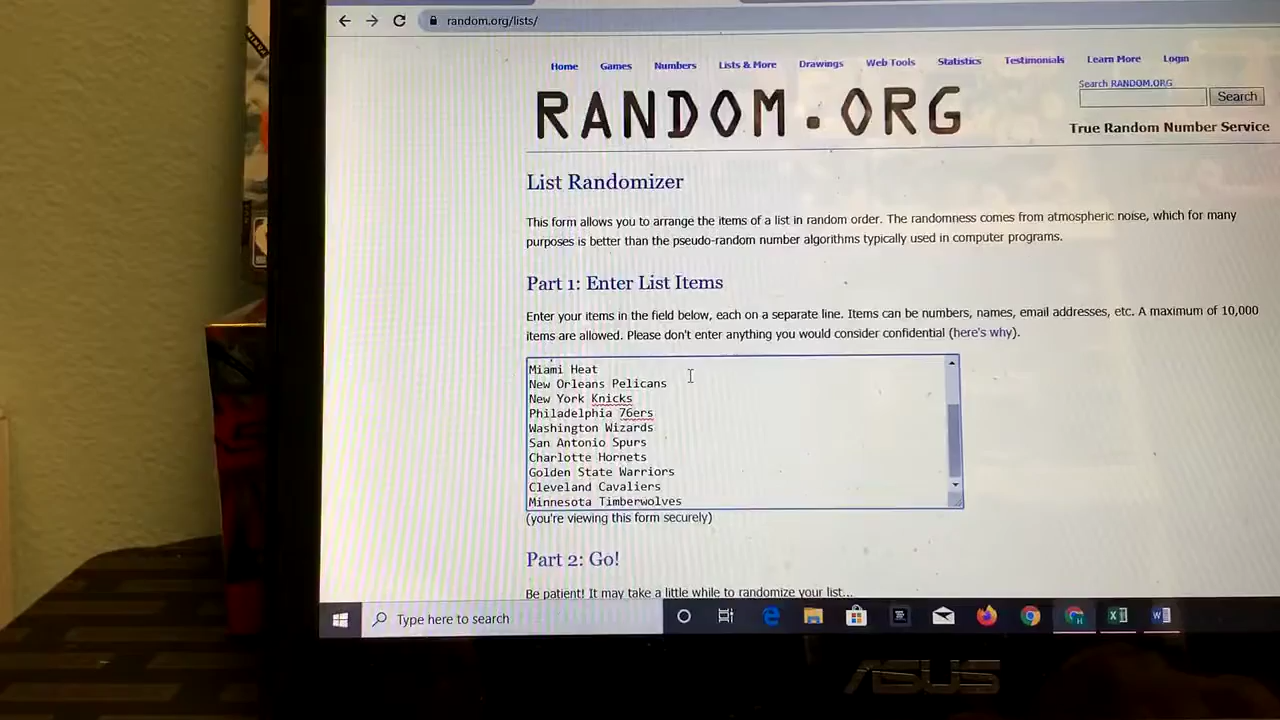 random.org/lists/
Home Games Numbers Lists & More Drawings Web Tools Statistics Testimonials Learn More Login
Search RANDOM.ORG
Search
RANDOM.ORG
True Random Number Service
List Randomizer
This form allows you to arrange the items of a list in random order. The randomness comes from atmospheric noise, which for many
purposes is better than the pseudo-random number algorithms typically used in computer programs.
Part 1: Enter List Items
Enter your items in the field below, each on a separate line. Items can be numbers, names, email addresses, etc. A maximum of 10,000
items are allowed. Please don't enter anything you would consider confidential (here's why).
Miami Heat
New Orleans Pelicans
New York Knicks
Philadelphia 76ers
Washington Wizards
San Antonio Spurs
Charlotte Hornets
Golden State Warriors
Cleveland Cavaliers
Minnesota Timberwolves
(you're viewing this form securely)
Part 2: Go!
Be patient! It may take a little while to randomize your list...
Type here to search
ASUS